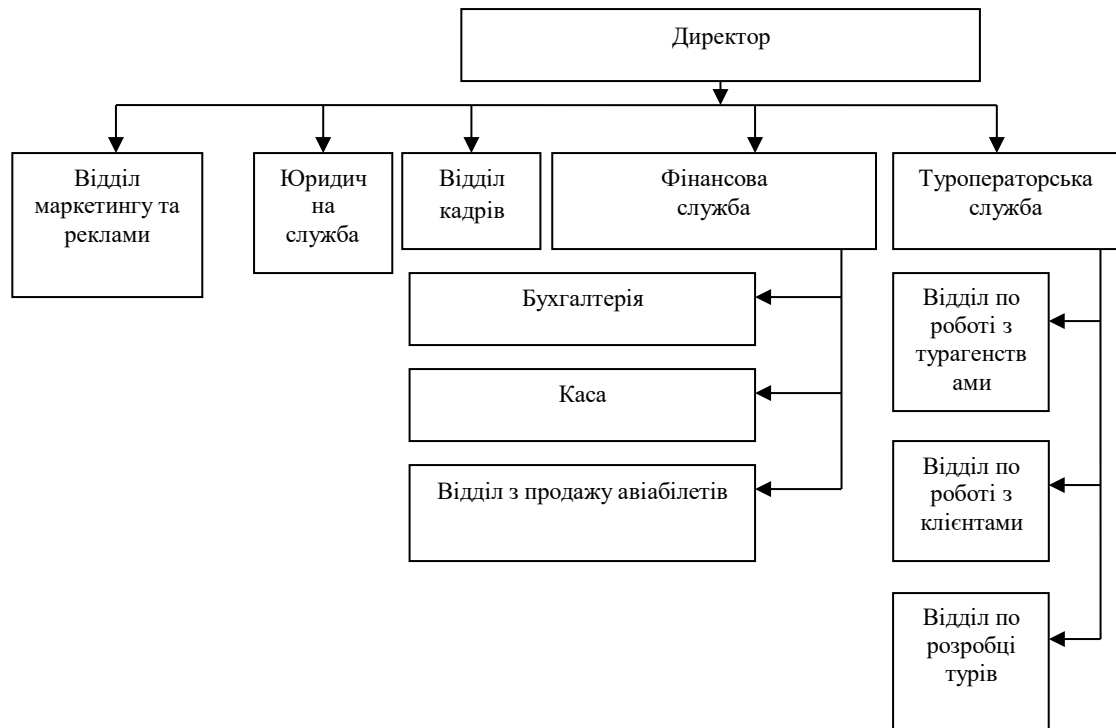 Директор
Відділ
маркетингу та
реклами
Юридич
на
служба
Відділ
кадрів
Фінансова
служба
Туроператорська
служба
Бухгалтерія
Каса
Відділ з продажу авіабілетів
Відділ по
роботі з
турагенств
ами
Відділ по
роботі з
клієнтами
Відділ по
розробці
турів